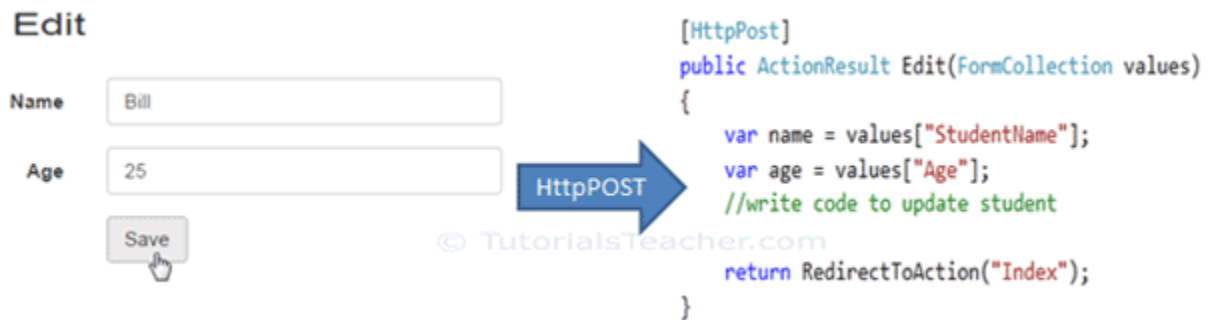 Edit
Name
Bill
Age
25
Save
HttpPOST
© TutorialsTeacher.com
[HttpPost]
public ActionResult Edit(FormCollection values)
{
    var name = values["StudentName"];
    var age = values["Age"];
    //write code to update student
    return RedirectToAction("Index");
}